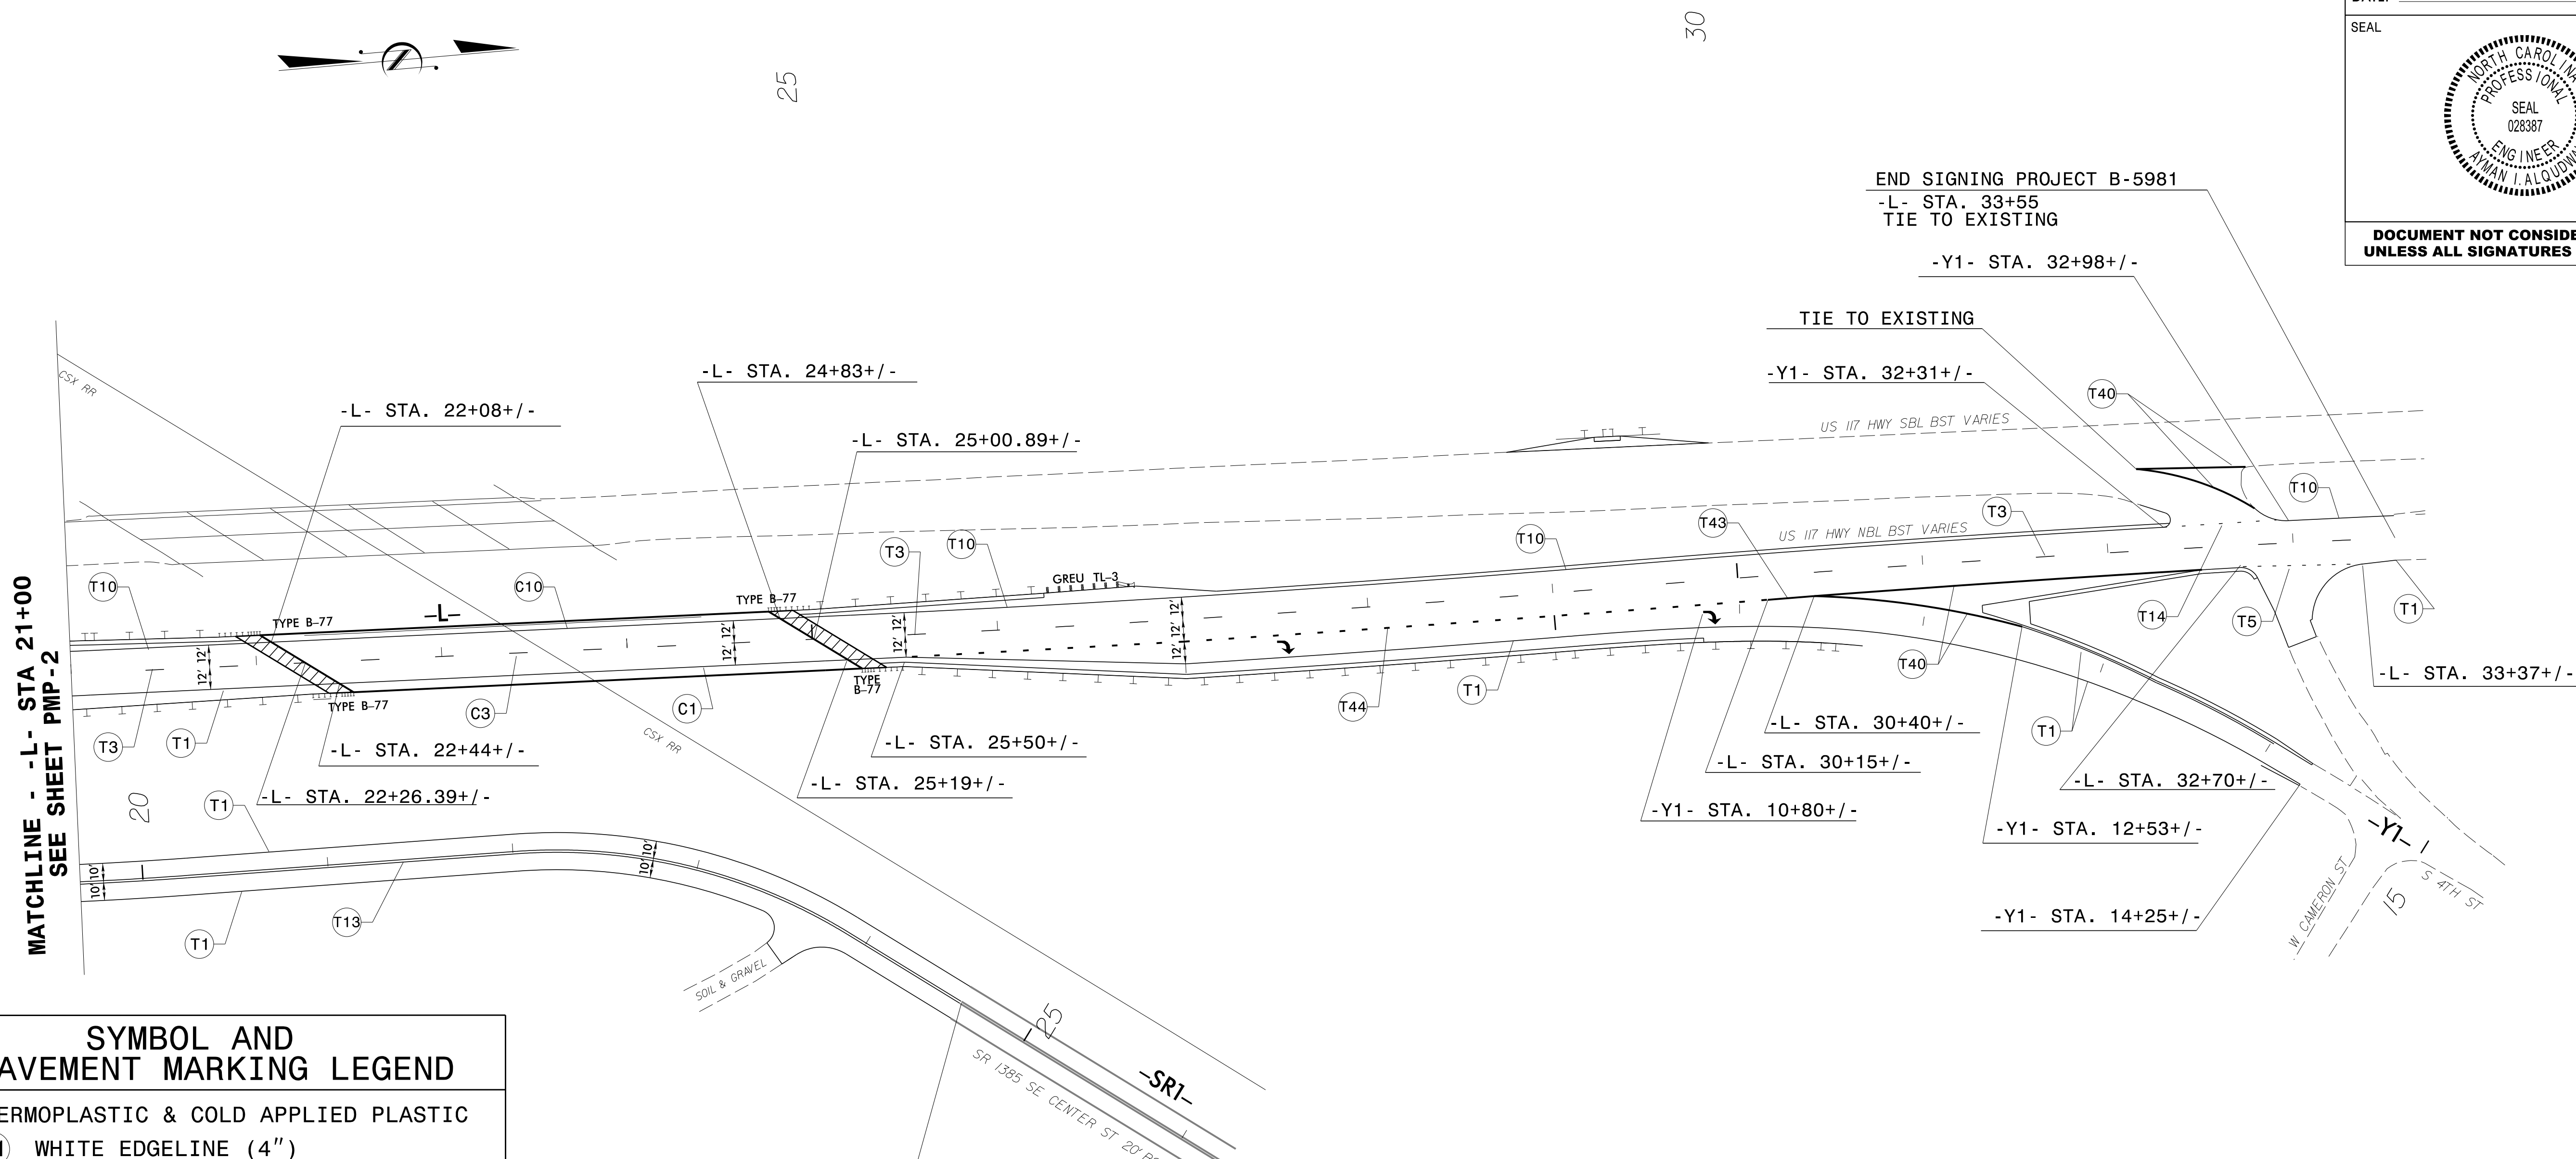 30
25
SEAL
NORTH CAROLINA
PROFESSIONAL
SEAL
028387
ENGINEER
AYMAN I. ALQUDWA
DOCUMENT NOT CONSIDE
UNLESS ALL SIGNATURES
END SIGNING PROJECT B-5981
-L- STA. 33+55
TIE TO EXISTING
-Y1- STA. 32+98+/-
TIE TO EXISTING
-Y1- STA. 32+31+/-
-L- STA. 24+83+/-
-L- STA. 22+08+/-
-L- STA. 25+00.89+/-
CSX RR
T40
US 117 HWY SBL BST VARIES
T10
T43
T3
US 117 HWY NBL BST VARIES
T10
T3
T10
GREU TL-3
T10
C10
TYPE B-77
-L-
TYPE B-77
12' 12'
12' 12'
12' 12'
12' 12' 12'
T14
T5
T1
T40
-L- STA. 33+37+/-
TYPE B-77
TYPE
B-77
T3
T1
C3
C1
T44
T1
T1
MATCHLINE - -L- STA 21+00
SEE SHEET PMP-2
CSX RR
-L- STA. 22+44+/-
-L- STA. 22+26.39+/-
-L- STA. 25+50+/-
-L- STA. 25+19+/-
-L- STA. 30+40+/-
-L- STA. 30+15+/-
-Y1- STA. 10+80+/-
-L- STA. 32+70+/-
-Y1- STA. 12+53+/-
-Y1- STA. 14+25+/-
-Y1-
S 4TH ST
W CAMERON ST
15
20
T1
10' 10'
10' 10'
T13
T1
SOIL & GRAVEL
25
-SR1-
SR 1385 SE CENTER ST 20'
SYMBOL AND
AVEMENT MARKING LEGEND
ERMOPLASTIC & COLD APPLIED PLASTIC
WHITE EDGELINE (4")